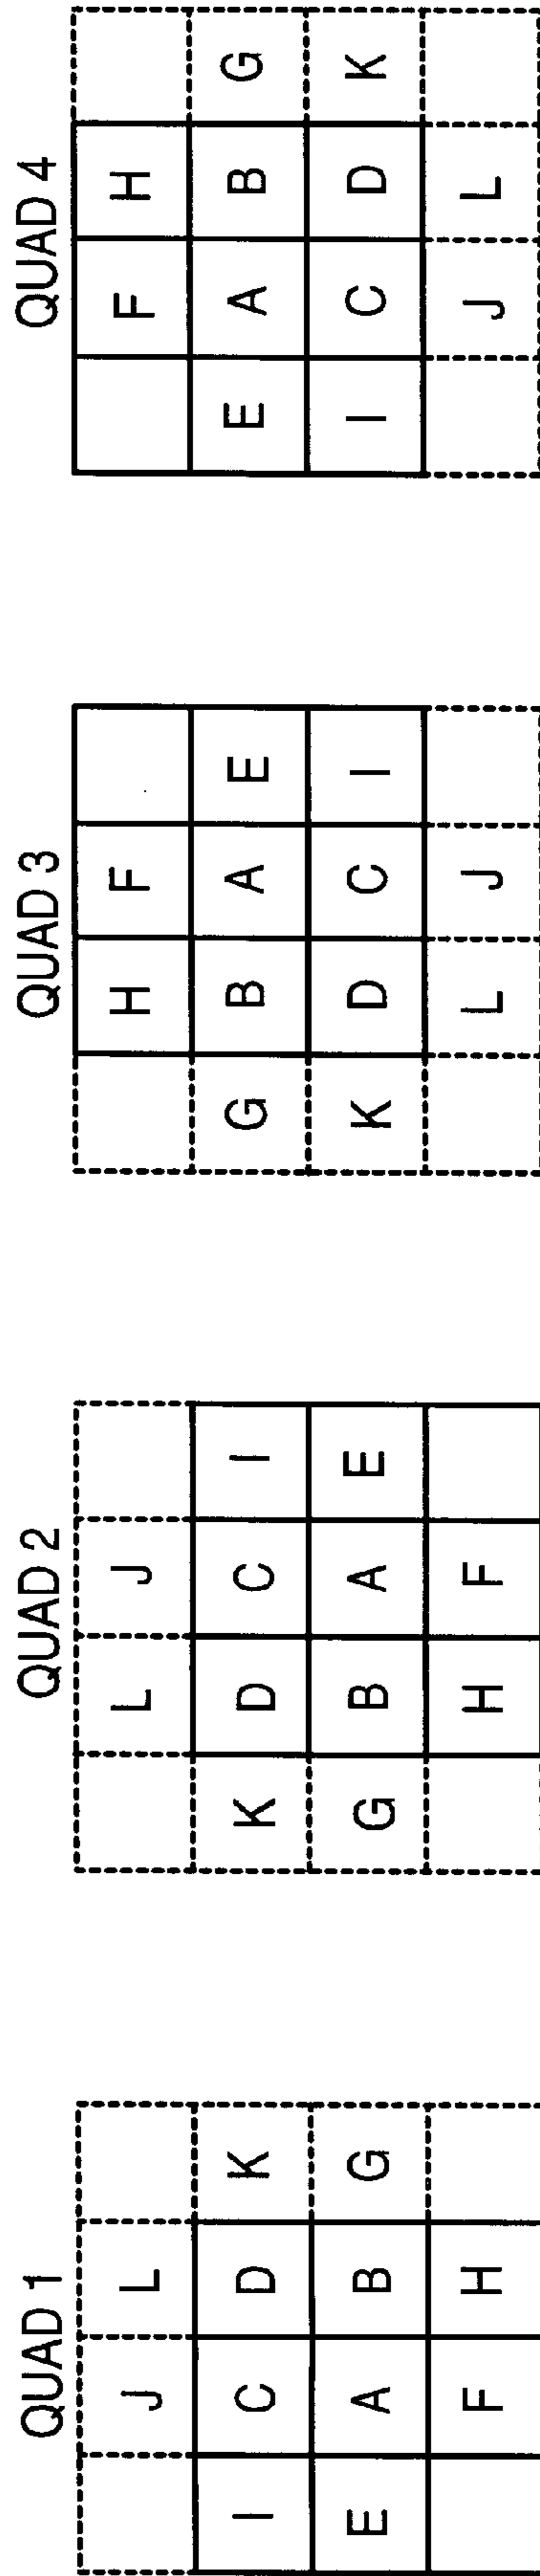 QUAD 1
J L
I C D K
E A B G
F H
QUAD 2
L J
K D C I
G B A E
H F
QUAD 3
H F
G B A E
K D C I
L J
QUAD 4
F H
E A B G
I C D K
J L